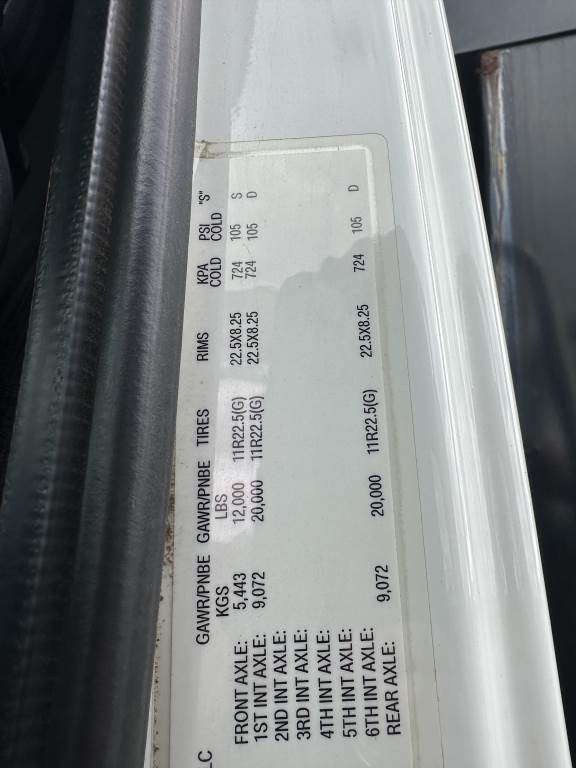 LC
GAWR/PNBE GAWR/PNBE TIRES RIMS KPA PSI "S"
KGS LBS COLD COLD
FRONT AXLE: 5,443 12,000 11R22.5(G) 22.5X8.25 724 105 S
1ST INT AXLE: 9,072 20,000 11R22.5(G) 22.5X8.25 724 105 D
2ND INT AXLE:
3RD INT AXLE:
4TH INT AXLE:
5TH INT AXLE:
6TH INT AXLE:
REAR AXLE: 9,072 20,000 11R22.5(G) 22.5X8.25 724 105 D